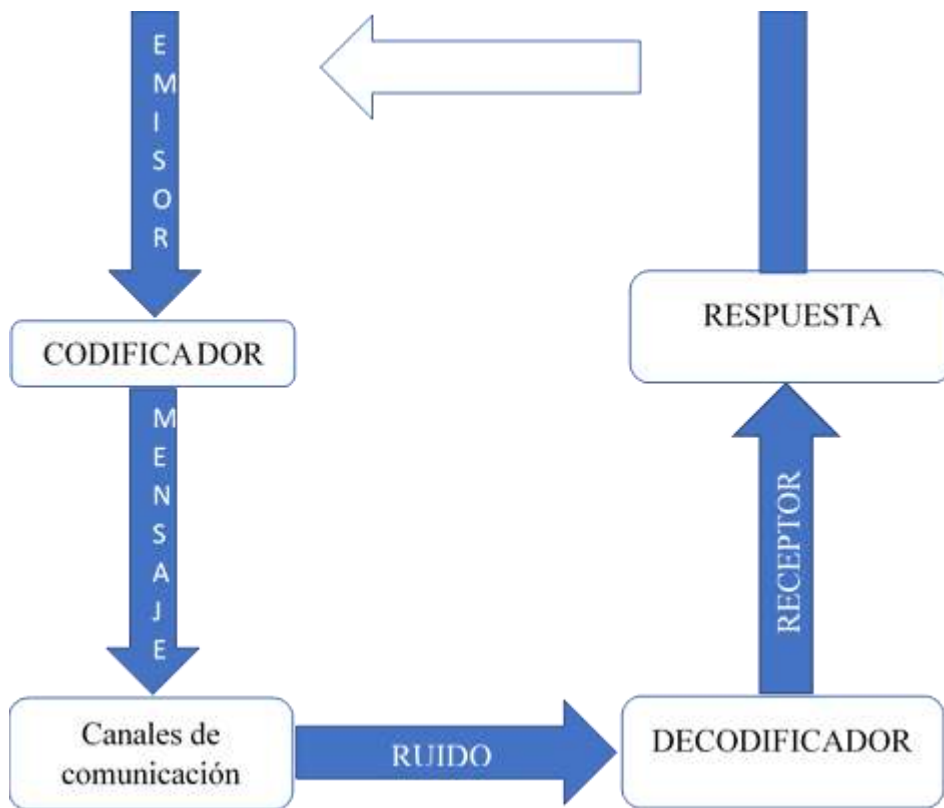 EMISOR
CODIFICADOR
MENSAJE
Canales de
comunicación
RUIDO
DECODIFICADOR
RECEPTOR
RESPUESTA